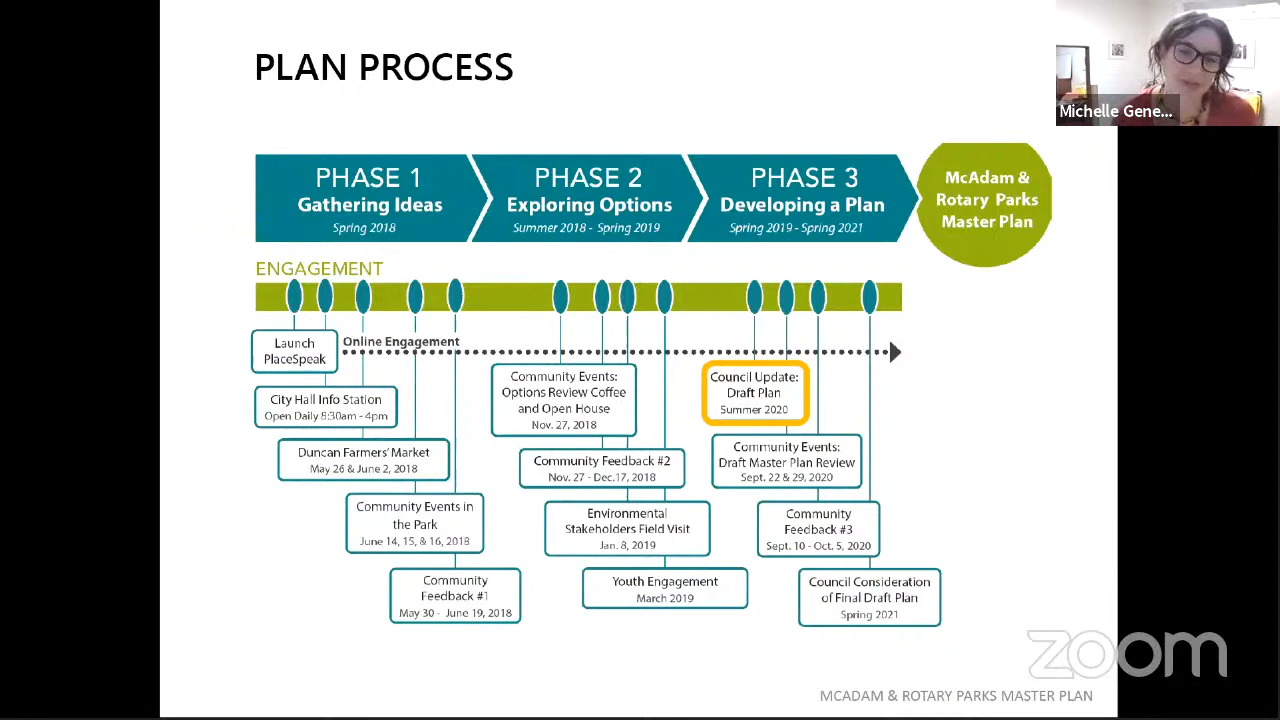 PLAN PROCESS
Michelle Gene...
PHASE 1
Gathering Ideas
Spring 2018
PHASE 2
Exploring Options
Summer 2018 - Spring 2019
PHASE 3
Developing a Plan
Spring 2019 - Spring 2021
McAdam &
Rotary Parks
Master Plan
ENGAGEMENT
Launch
PlaceSpeak
Online Engagement
City Hall Info Station
Open Daily 8:30am - 4pm
Duncan Farmers' Market
May 26 & June 2, 2018
Community Events in
the Park
June 14, 15, & 16, 2018
Community
Feedback #1
May 30 - June 19, 2018
Community Events:
Options Review Coffee
and Open House
Nov. 27, 2018
Community Feedback #2
Nov. 27 - Dec.17, 2018
Environmental
Stakeholders Field Visit
Jan. 8, 2019
Youth Engagement
March 2019
Council Update:
Draft Plan
Summer 2020
Community Events:
Draft Master Plan Review
Sept. 22 & 29, 2020
Community
Feedback #3
Sept. 10 - Oct. 5, 2020
Council Consideration
of Final Draft Plan
Spring 2021
zoom
MCADAM & ROTARY PARKS MASTER PLAN